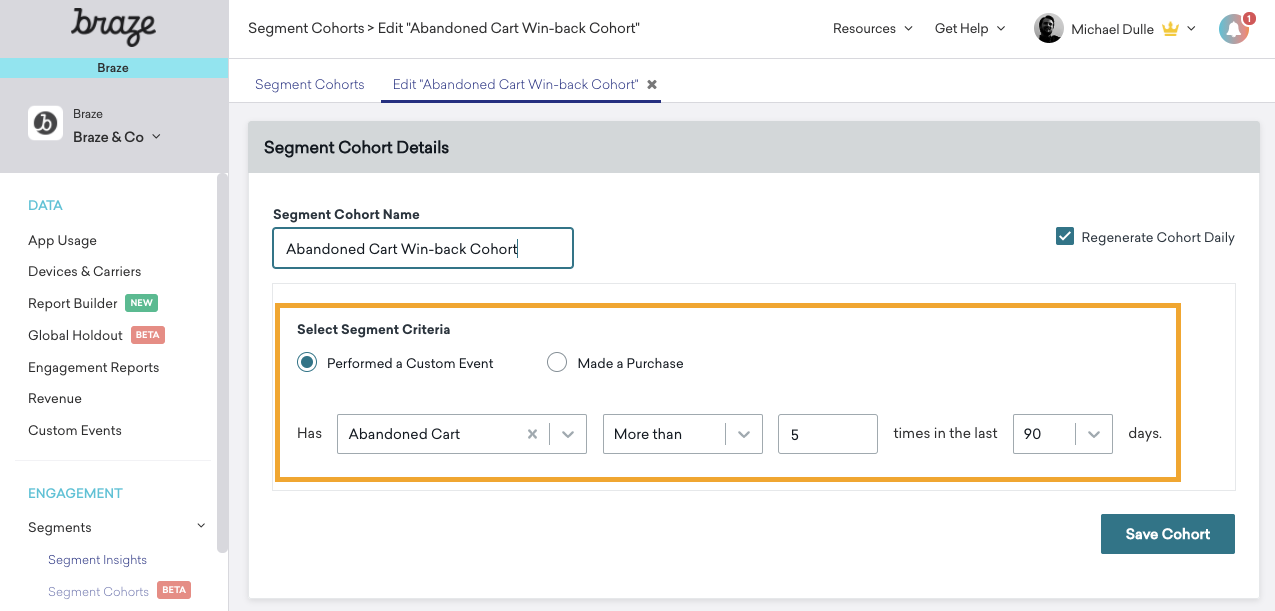 braze
Segment Cohorts > Edit "Abandoned Cart Win-back Cohort"
Resources
Get Help
Michael Dulle
1
Braze
Segment Cohorts
Edit "Abandoned Cart Win-back Cohort"
b
Braze
Braze & Co
Segment Cohort Details
DATA
App Usage
Devices & Carriers
Report Builder NEW
Global Holdout BETA
Engagement Reports
Revenue
Custom Events
ENGAGEMENT
Segments
Segment Insights
Segment Cohorts BETA
Segment Cohort Name
Abandoned Cart Win-back Cohort
Regenerate Cohort Daily
Select Segment Criteria
Performed a Custom Event
Made a Purchase
Has Abandoned Cart More than 5 times in the last 90 days.
Save Cohort